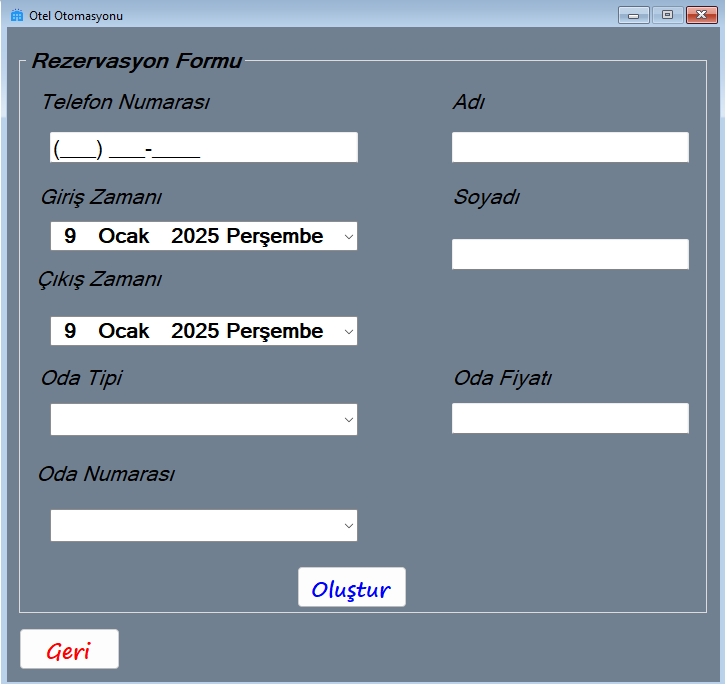 Otel Otomasyonu
Rezervasyon Formu
Telefon Numarası
Adı
(___) ___-____
Giriş Zamanı
Soyadı
9 Ocak 2025 Perşembe
Çıkış Zamanı
9 Ocak 2025 Perşembe
Oda Tipi
Oda Fiyatı
Oda Numarası
Oluştur
Geri